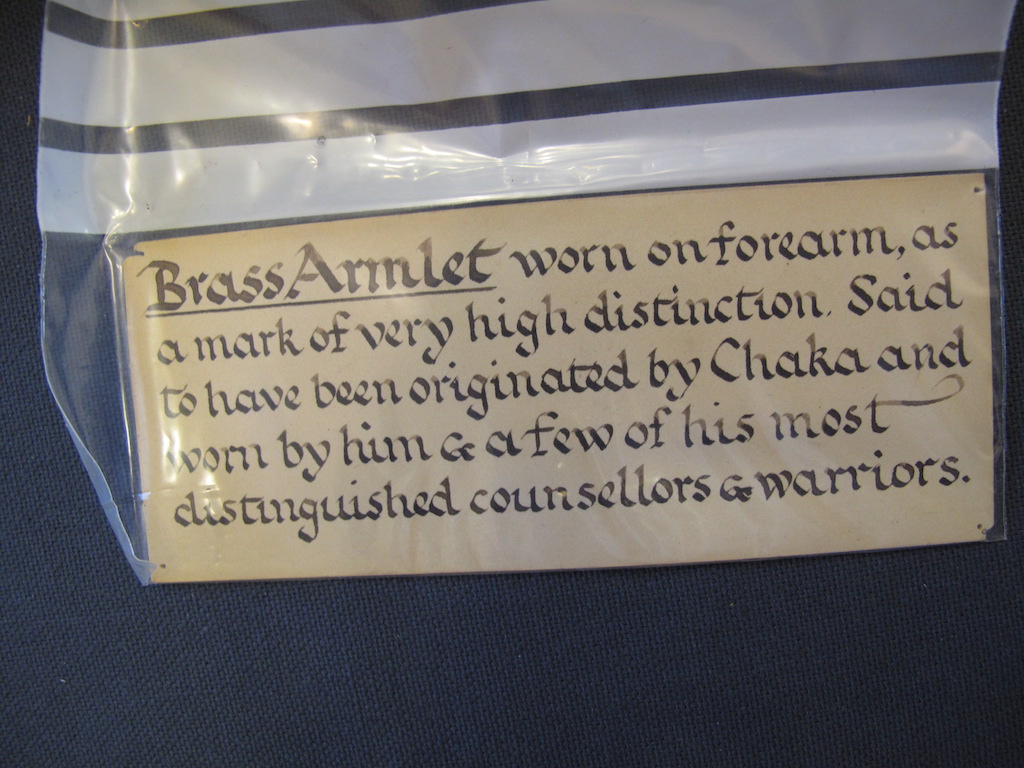 Brass Armlet worn on forearm, as
a mark of very high distinction. Said
to have been originated by Chaka and
worn by him & a few of his most
distinguished counsellors & warriors.